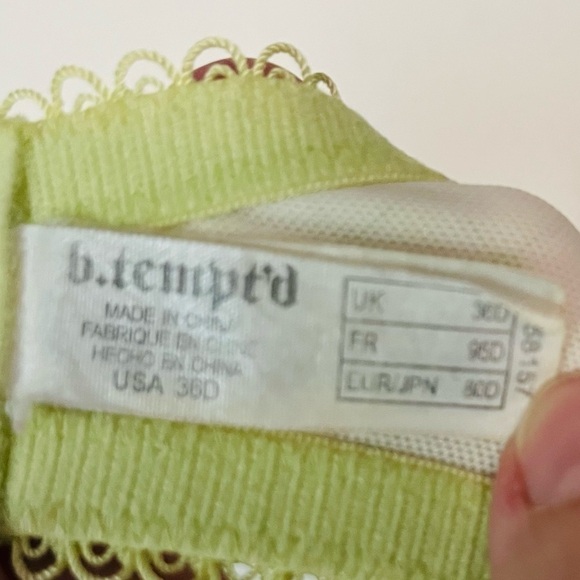 b.tempt'd
MADE IN CHINA
FABRIQUE EN CHINE
HECHO EN CHINA
USA 36D
UK 36D
FR 95D
EUR/JPN 80D
58157